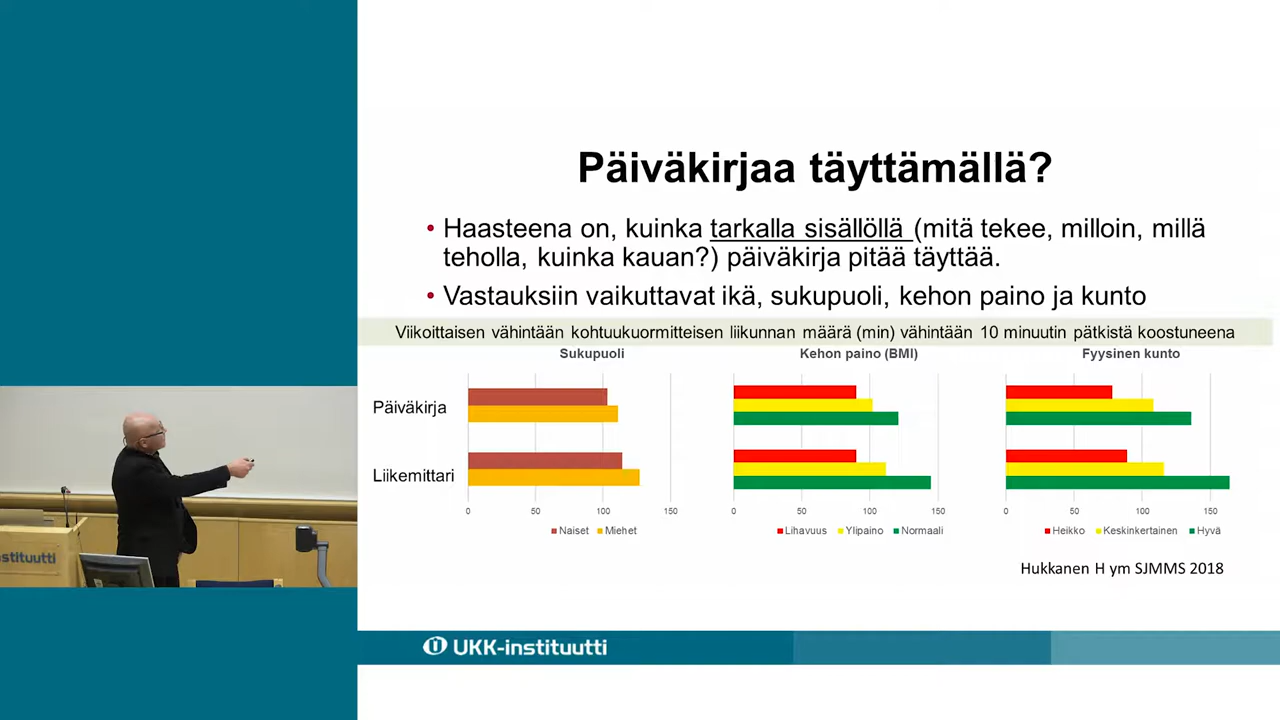 Päiväkirjaa täyttämällä?
• Haasteena on, kuinka tarkalla sisällöllä (mitä tekee, milloin, millä
teholla, kuinka kauan?) päiväkirja pitää täyttää.
• Vastauksiin vaikuttavat ikä, sukupuoli, kehon paino ja kunto
Viikoittaisen vähintään kohtuukuormitteisen liikunnan määrä (min) vähintään 10 minuutin pätkistä koostuneena
Sukupuoli
Päiväkirja
Liikemittari
0 50 100 150
Naiset Miehet
Kehon paino (BMI)
0 50 100 150
Lihavuus Ylipaino Normaali
Fyysinen kunto
0 50 100 150
Heikko Keskinkertainen Hyvä
Hukkanen H ym SJMMS 2018
UKK-instituutti
stituutti